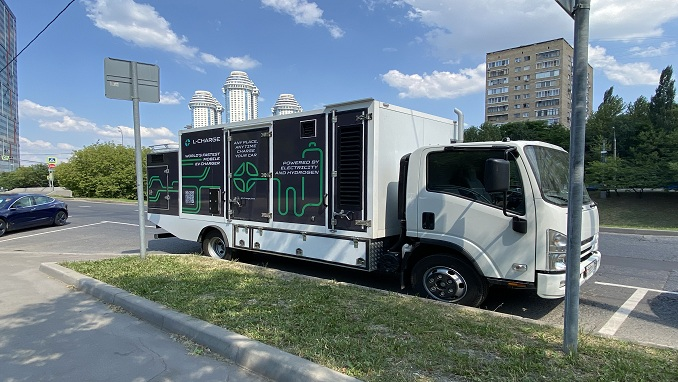 L-CHARGE
WORLD'S FASTEST
MOBILE
EV CHARGER
ANY PLACE,
ANYTIME
CHARGE
YOUR CAR
POWERED BY
ELECTRICITY
AND HYDROGEN